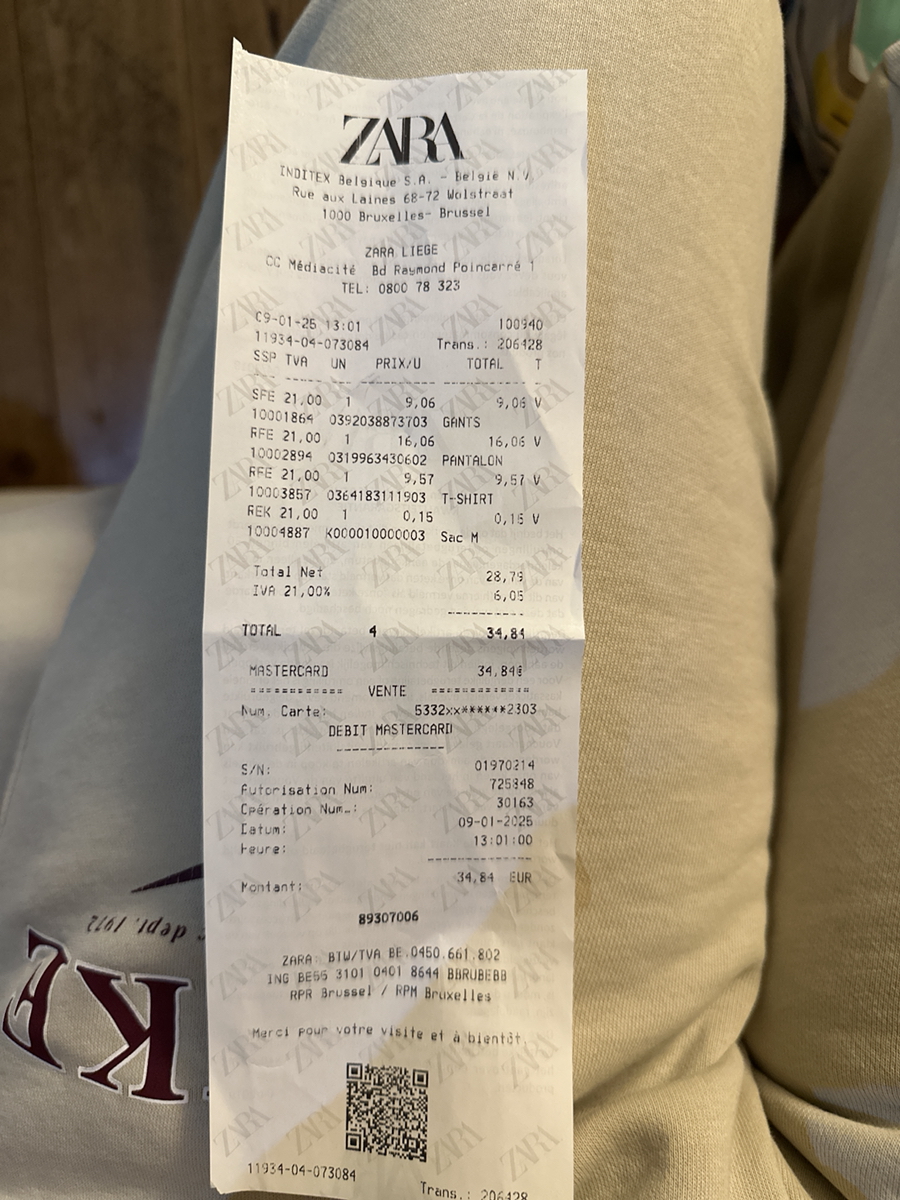 ZARA
INDITEX Belgique S.A. - België N.V
Rue aux Laines 68-72 Wolstraat
1000 Bruxelles- Brussel
ZARA LIEGE
CC Médiacité Bd Raymond Poincarré 1
TEL: 0800 78 323
09-01-25 13:01 100940
11934-04-073084 Trans.: 206428
SSP TVA UN PRIX/U TOTAL T
SFE 21,00 1 9,06 9,06 V
10001864 0392038873703 GANTS
RFE 21,00 1 16,06 16,06 V
10002894 0319963430602 PANTALON
RFE 21,00 1 9,57 9,57 V
10003857 0364183111903 T-SHIRT
REK 21,00 1 0,15 0,15 V
10004887 K000010000003 Sac M
Total Net 28,79
IVA 21,00% 6,05
TOTAL 4 34,84
MASTERCARD 34,84€
============ VENTE =============
Num. Carte: 5332xx******2303
DEBIT MASTERCARD
S/N: 01970214
Autorisation Num: 725848
Opération Num.: 30163
Datum: 09-01-2025
Heure: 13:01:00
Montant: 34,84 EUR
89307006
ZARA: BTW/TVA BE.0450.661.802
ING BE55 3101 0401 8644 BBRUBEBB
RPR Brussel / RPM Bruxelles
Merci pour votre visite et à bientôt.
11934-04-073084
Trans.: 206428
dept. 1972
KE